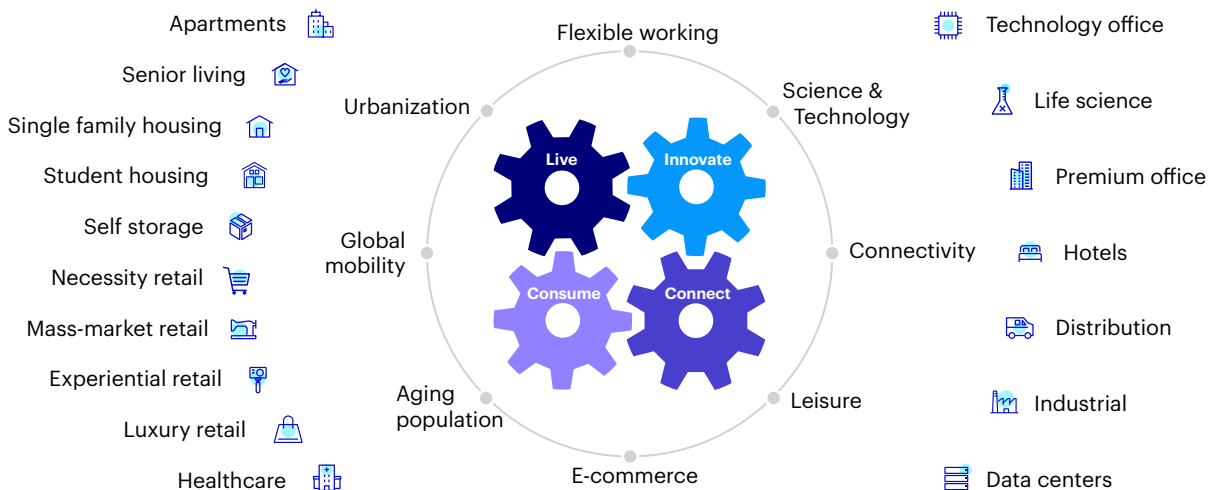 Apartments
Senior living
Single family housing
Student housing
Self storage
Necessity retail
Mass-market retail
Experiential retail
Luxury retail
Healthcare
Flexible working
Urbanization
Science &
Technology
Global
mobility
Connectivity
Aging
population
Leisure
E-commerce
Live
Innovate
Consume
Connect
Technology office
Life science
Premium office
Hotels
Distribution
Industrial
Data centers